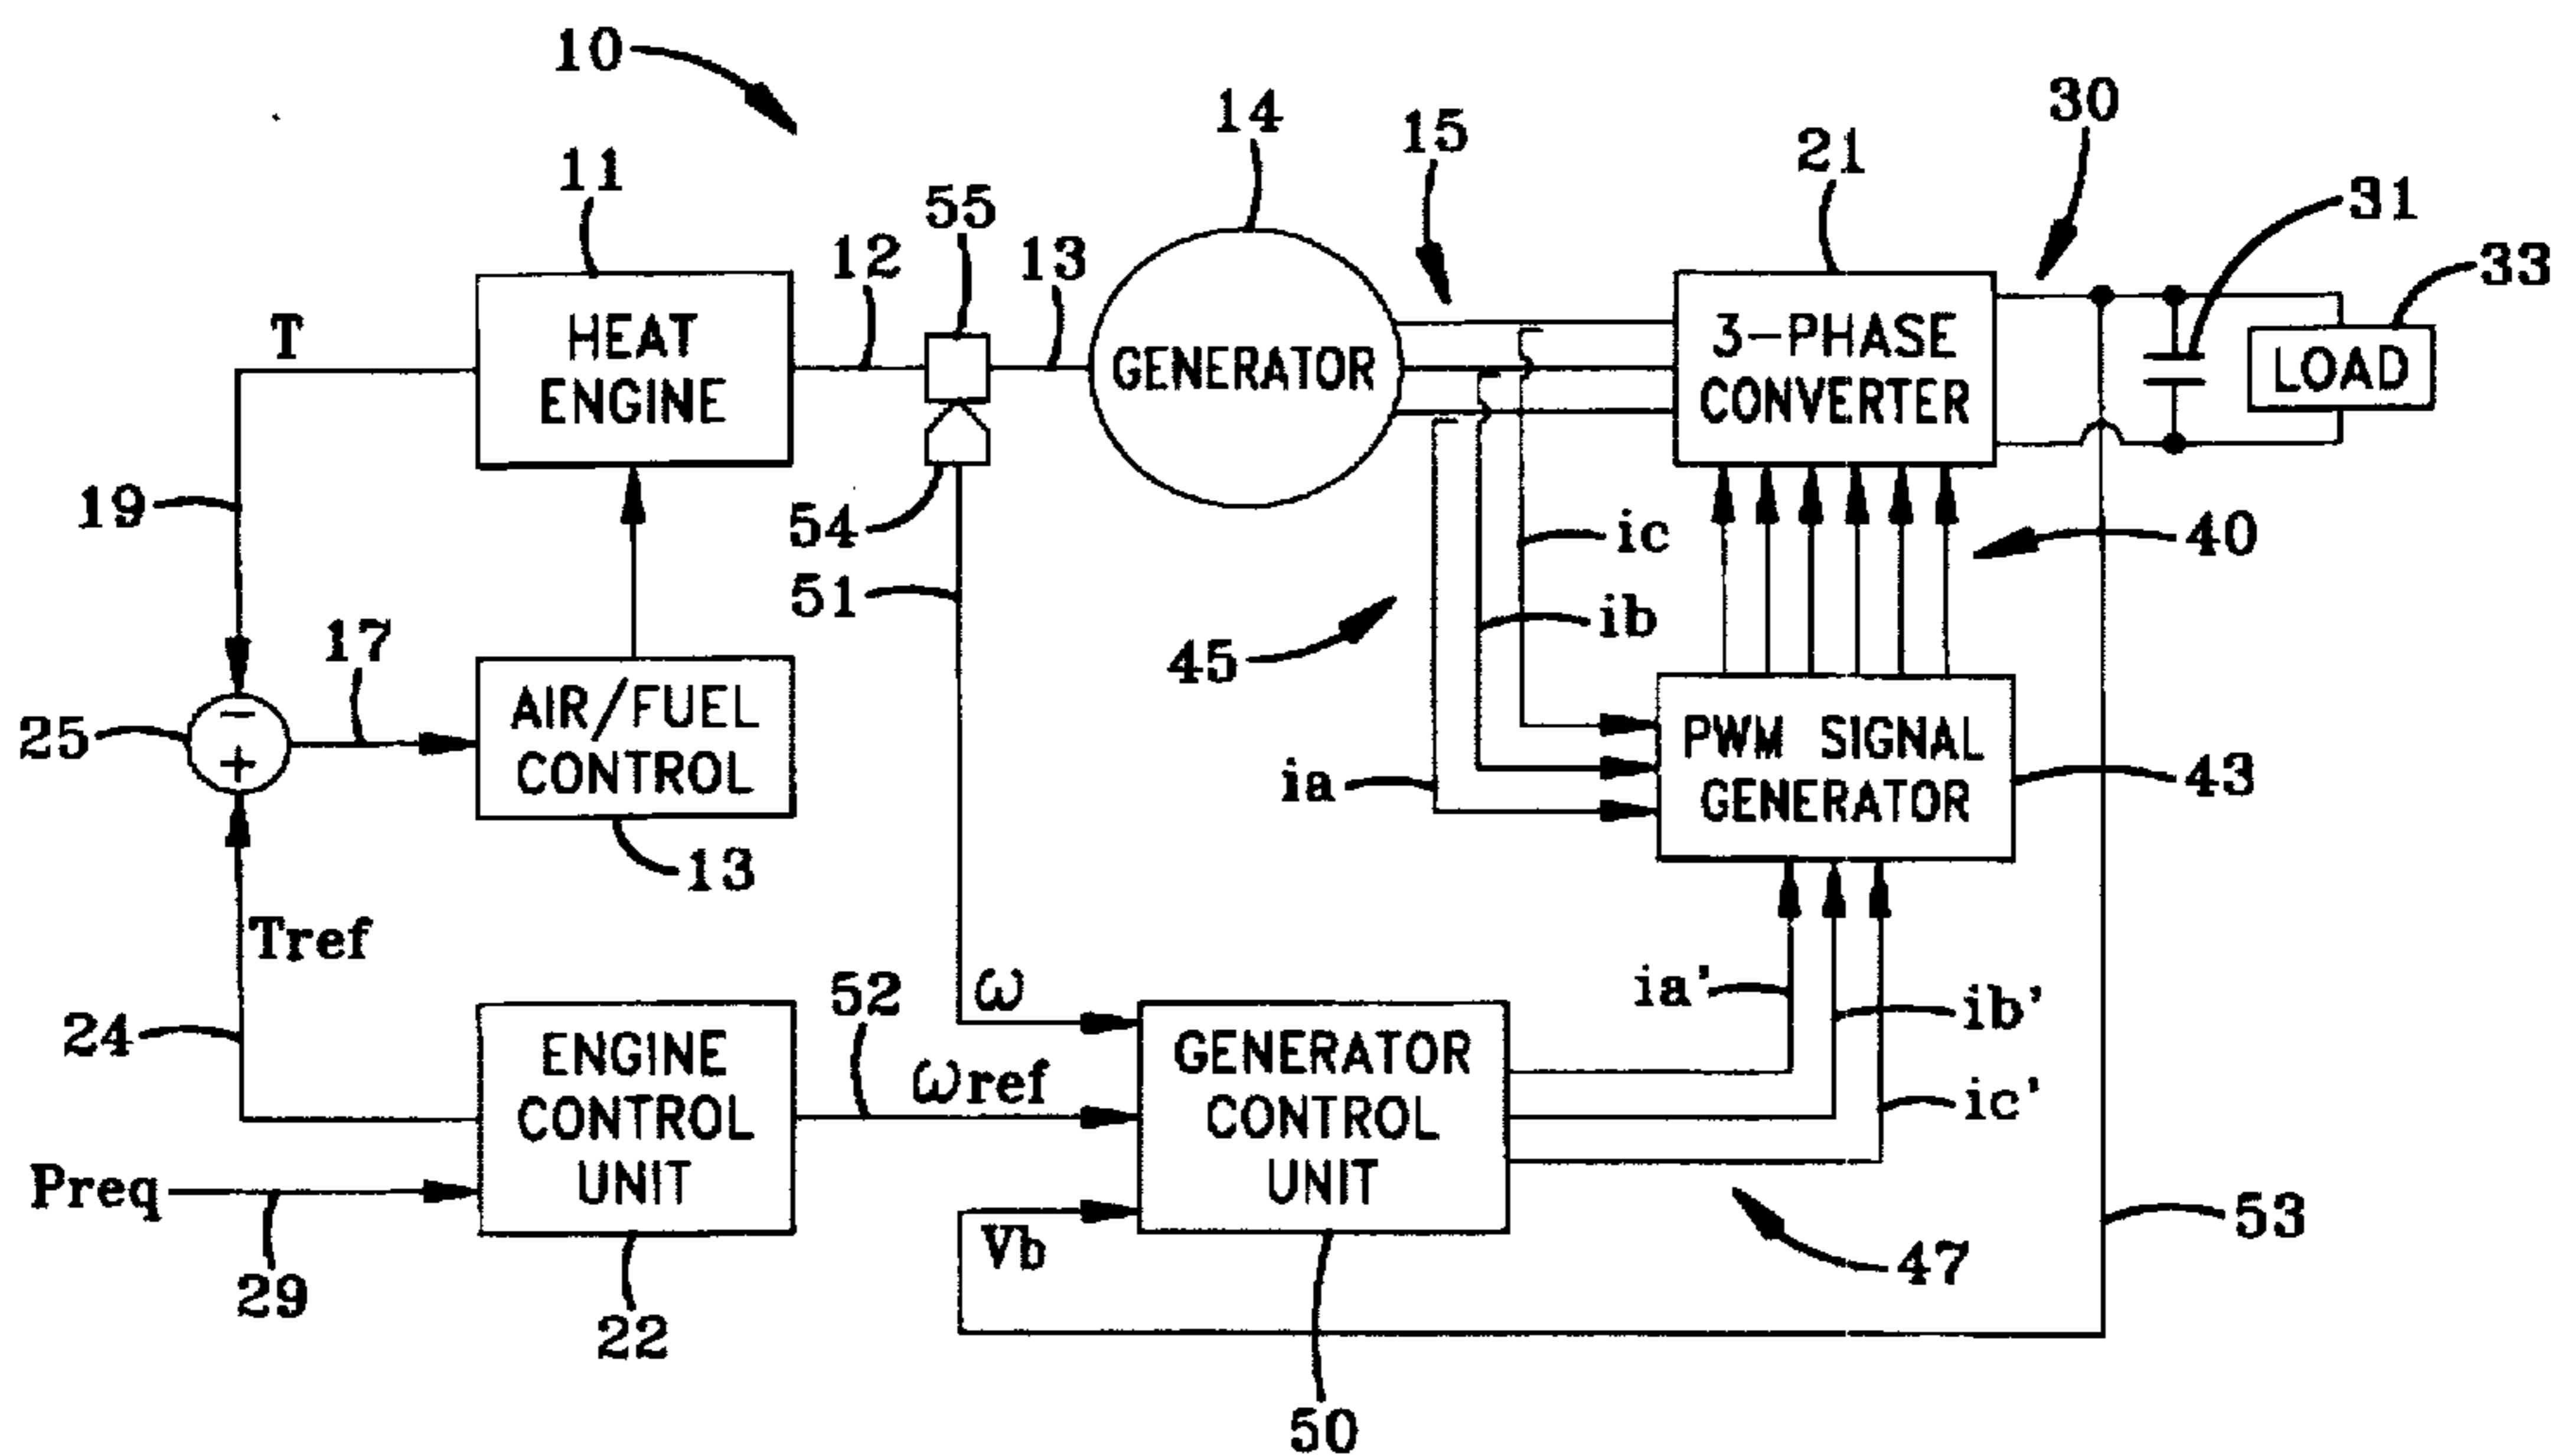 10
14
30
15
21
11
55
31
12
13
33
T
HEAT
ENGINE
GENERATOR
3-PHASE
CONVERTER
LOAD
19
54
ic
40
51
ib
17
45
25
−
+
AIR/FUEL
CONTROL
PWM SIGNAL
GENERATOR
ia
43
13
Tref
52
ω
ia'
ib'
24
ENGINE
CONTROL
UNIT
ωref
GENERATOR
CONTROL
UNIT
ic'
Preq
53
Vb
47
29
22
50